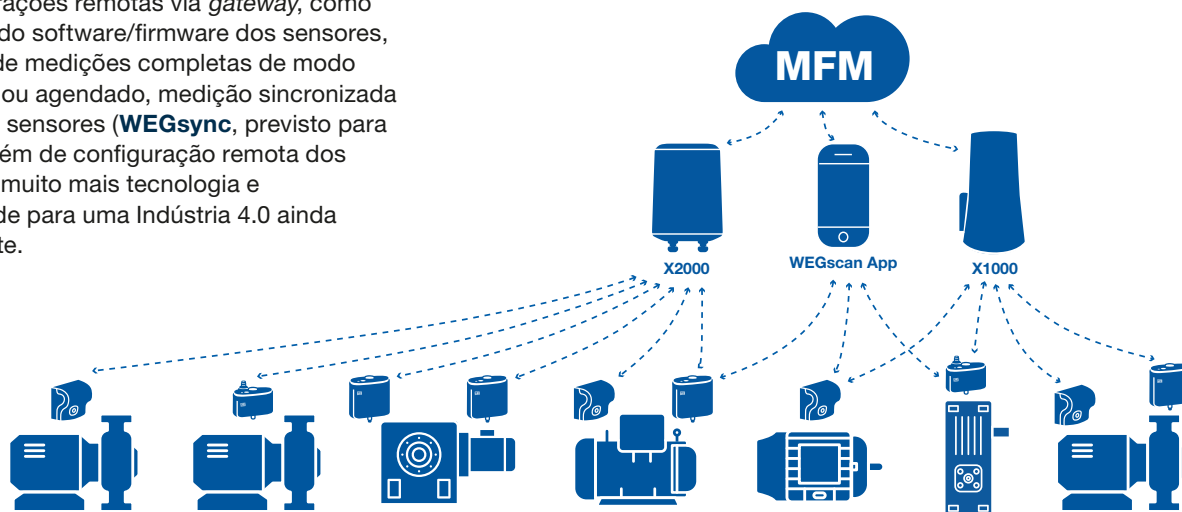 rações remotas via gateway, como
do software/firmware dos sensores,
de medições completas de modo
ou agendado, medição sincronizada
sensores (WEGsync, previsto para
ém de configuração remota dos
muito mais tecnologia e
de para uma Indústria 4.0 ainda
te.
MFM
X2000
WEGscan App
X1000